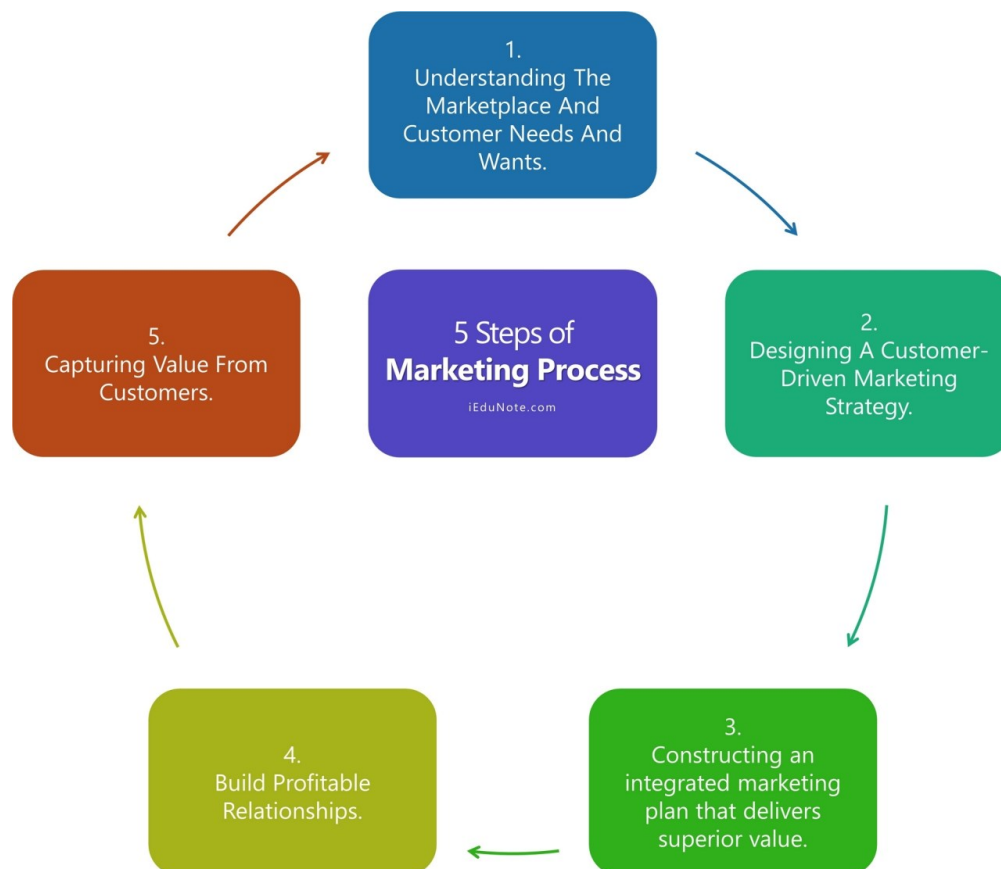 1.
Understanding The
Marketplace And
Customer Needs And
Wants.
5.
Capturing Value From
Customers.
5 Steps of
Marketing Process
iEduNote.com
2.
Designing A Customer-
Driven Marketing
Strategy.
4.
Build Profitable
Relationships.
3.
Constructing an
integrated marketing
plan that delivers
superior value.